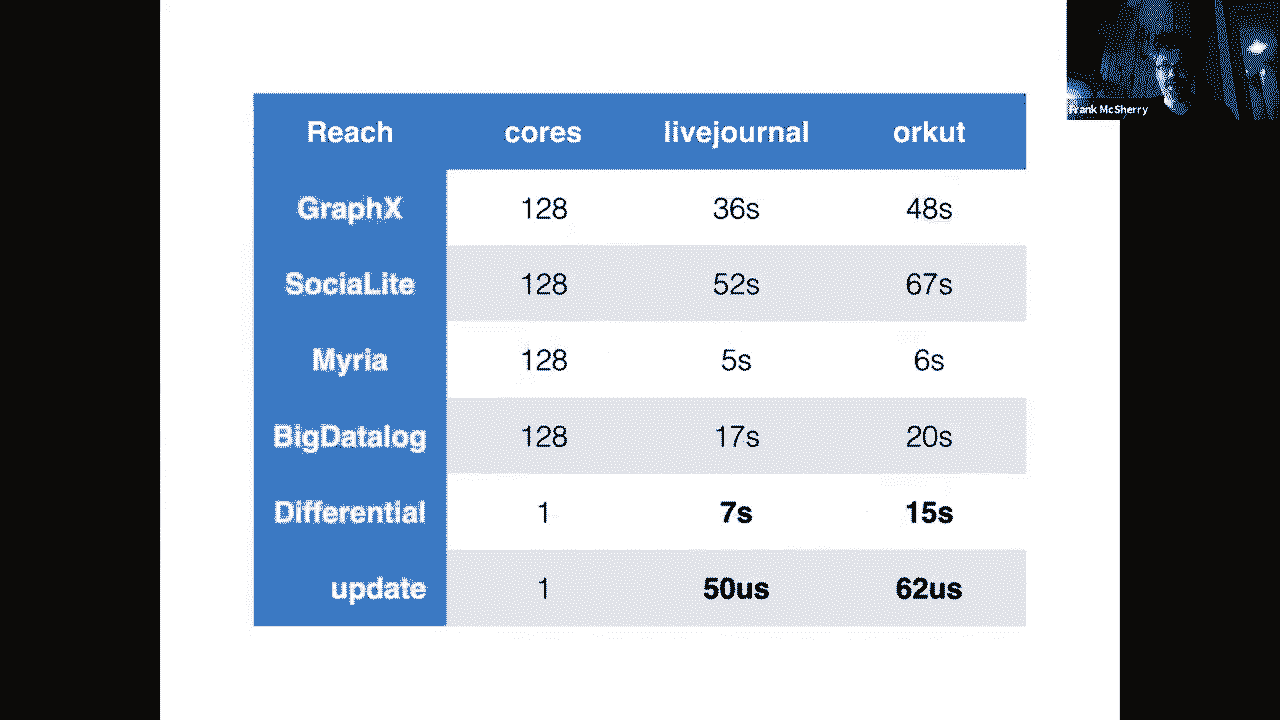 Frank McSherry
Reach cores livejournal orkut
GraphX 128 36s 48s
SociaLite 128 52s 67s
Myria 128 5s 6s
BigDatalog 128 17s 20s
Differential 1 7s 15s
update 1 50us 62us